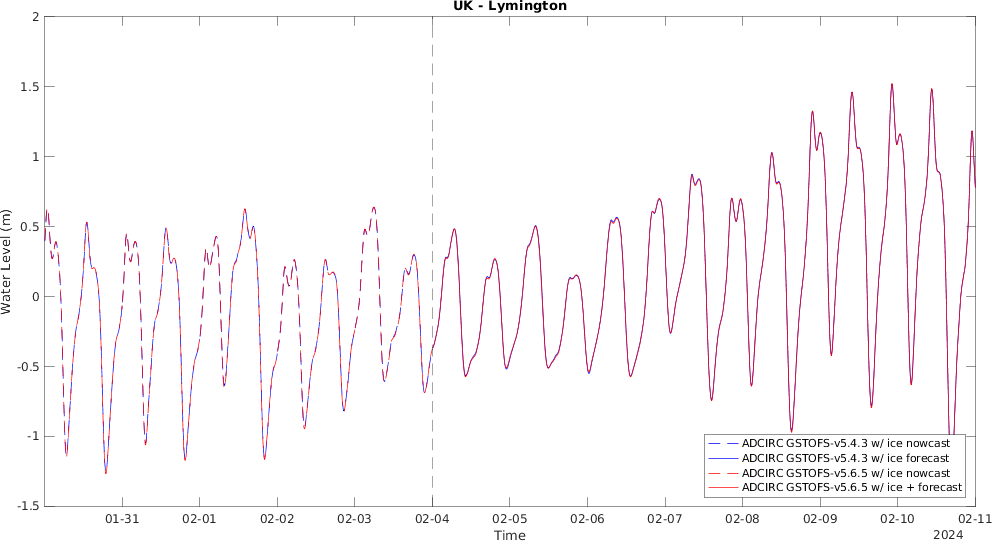 UK - Lymington
2
1.5
1
0.5
0
-0.5
-1
-1.5
Water Level (m)
ADCIRC GSTOFS-v5.4.3 w/ ice nowcast
ADCIRC GSTOFS-v5.4.3 w/ ice forecast
ADCIRC GSTOFS-v5.6.5 w/ ice nowcast
ADCIRC GSTOFS-v5.6.5 w/ ice + forecast
01-31 02-01 02-02 02-03 02-04 02-05 02-06 02-07 02-08 02-09 02-10 02-11
Time
2024